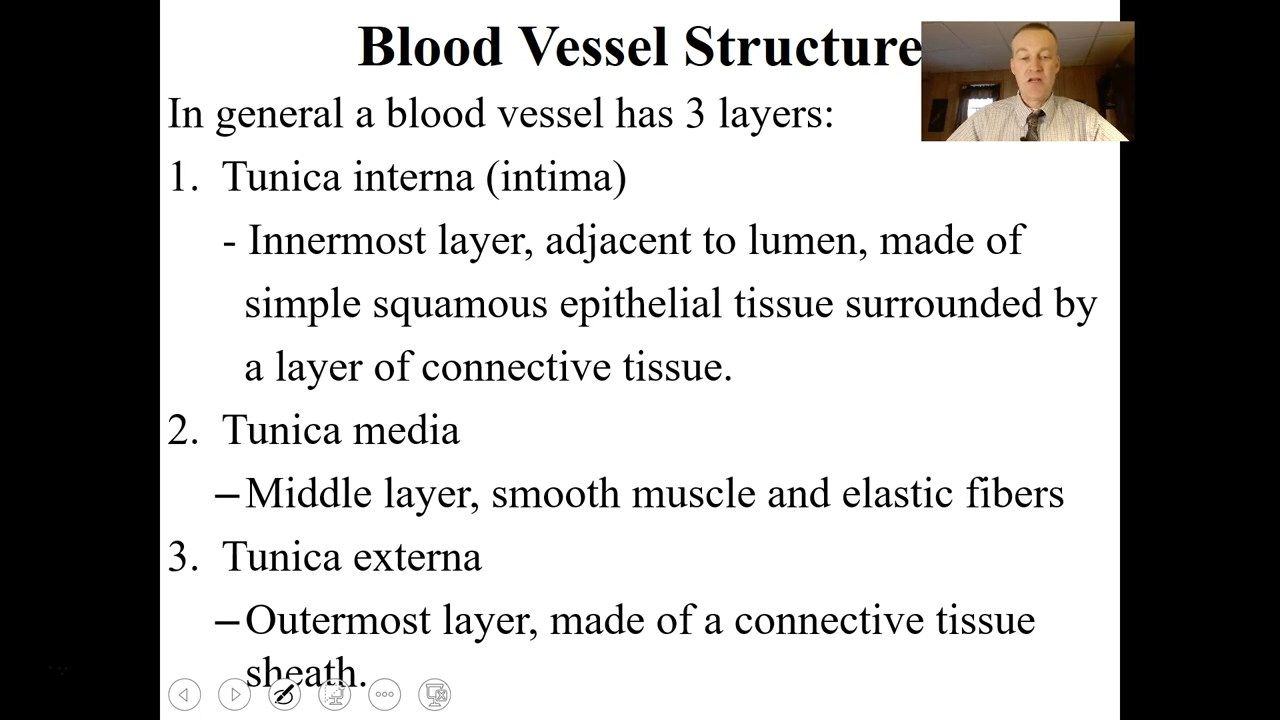 Blood Vessel Structure
In general a blood vessel has 3 layers:
1. Tunica interna (intima)
- Innermost layer, adjacent to lumen, made of
simple squamous epithelial tissue surrounded by
a layer of connective tissue.
2. Tunica media
– Middle layer, smooth muscle and elastic fibers
3. Tunica externa
– Outermost layer, made of a connective tissue
sheath.